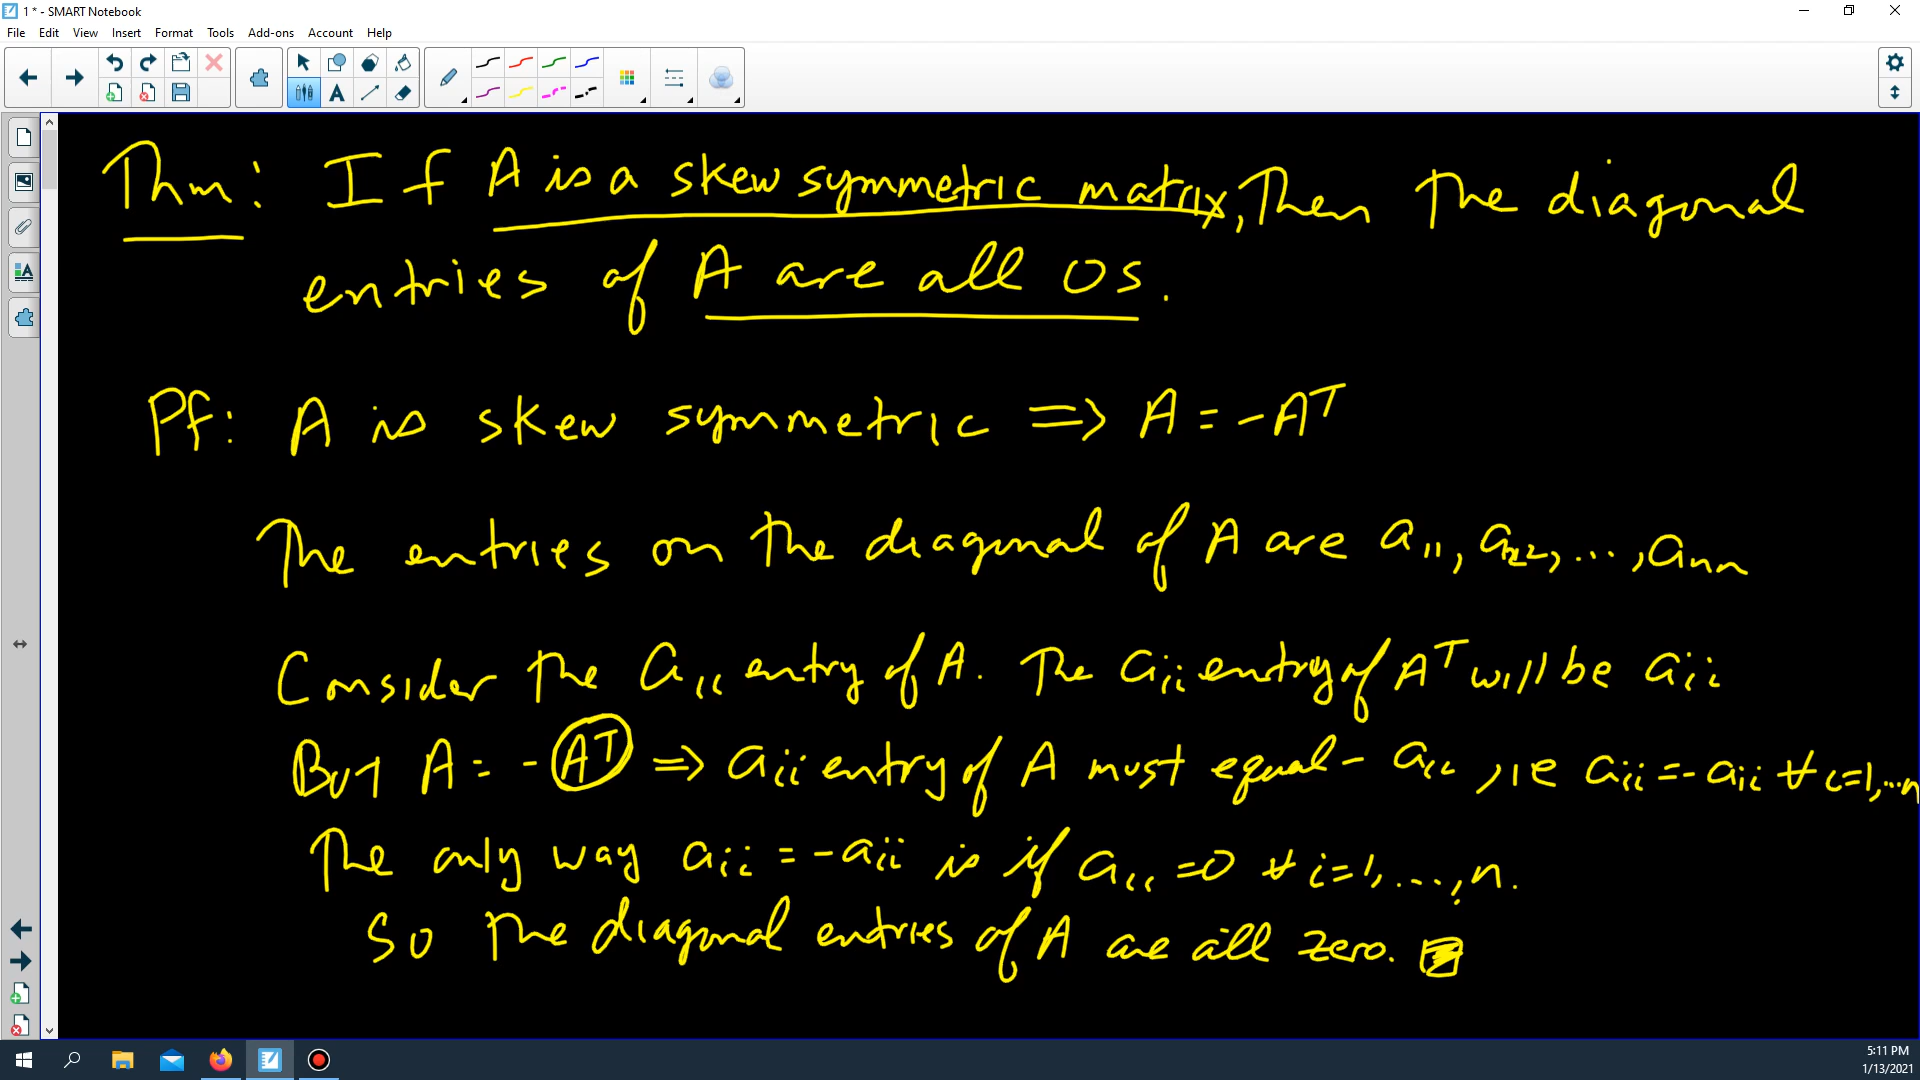 1 * - SMART Notebook
File Edit View Insert Format Tools Add-ons Account Help
Thm: If A is a skew symmetric matrix, Then The diagonal
entries of A are all 0s.
Pf: A is skew symmetric => A = -Aᵀ
The entries on the diagonal of A are a₁₁, a₂₂, ..., aₙₙ
Consider the aᵢᵢ entry of A. The aᵢᵢ entry of Aᵀ will be aᵢᵢ
But A = -Aᵀ => aᵢᵢ entry of A must equal - aᵢᵢ, ie aᵢᵢ = - aᵢᵢ ∀ i=1,...n
The only way aᵢᵢ = -aᵢᵢ is if aᵢᵢ = 0 ∀ i=1, ..., n.
So the diagonal entries of A are all zero.
5:11 PM
1/13/2021